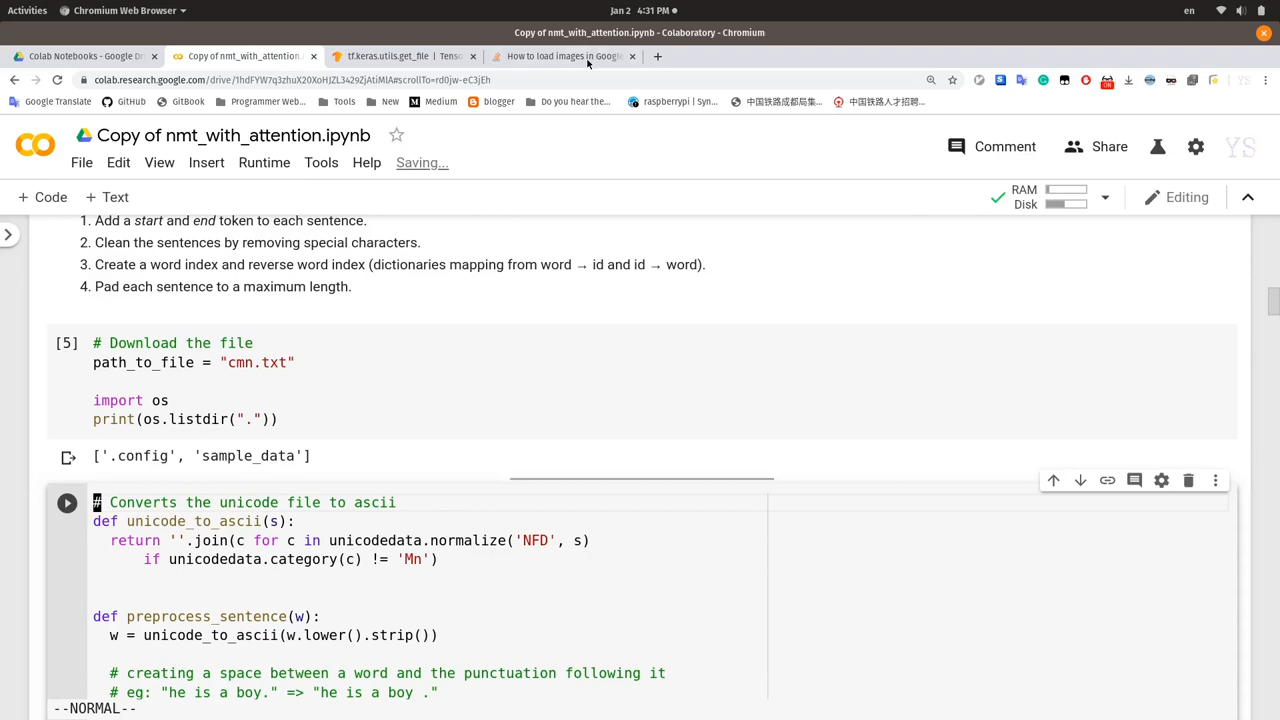 Activities
Chromium Web Browser
Jan 2 4:31 PM
en
Copy of nmt_with_attention.ipynb - Colaboratory - Chromium
Colab Notebooks - Google Dri
Copy of nmt_with_attention.
tf.keras.utils.get_file | Tenso
How to load images in Google
colab.research.google.com/drive/1hdFYW7q3zhuX20XoHJZL3429ZjAtiMlA#scrollTo=rd0jw-eC3jEh
Google Translate
GitHub
GitBook
Programmer Web...
Tools
New
Medium
blogger
Do you hear the...
raspberrypi | Syn...
中国铁路成都局集...
中国铁路人才招聘...
Copy of nmt_with_attention.ipynb
File Edit View Insert Runtime Tools Help Saving...
Comment
Share
YS
+ Code + Text
RAM
Disk
Editing
1. Add a start and end token to each sentence.
2. Clean the sentences by removing special characters.
3. Create a word index and reverse word index (dictionaries mapping from word → id and id → word).
4. Pad each sentence to a maximum length.
[5] # Download the file
path_to_file = "cmn.txt"
import os
print(os.listdir("."))
['.config', 'sample_data']
# Converts the unicode file to ascii
def unicode_to_ascii(s):
return ''.join(c for c in unicodedata.normalize('NFD', s)
if unicodedata.category(c) != 'Mn')
def preprocess_sentence(w):
w = unicode_to_ascii(w.lower().strip())
# creating a space between a word and the punctuation following it
# eg: "he is a boy." => "he is a boy ."
--NORMAL--